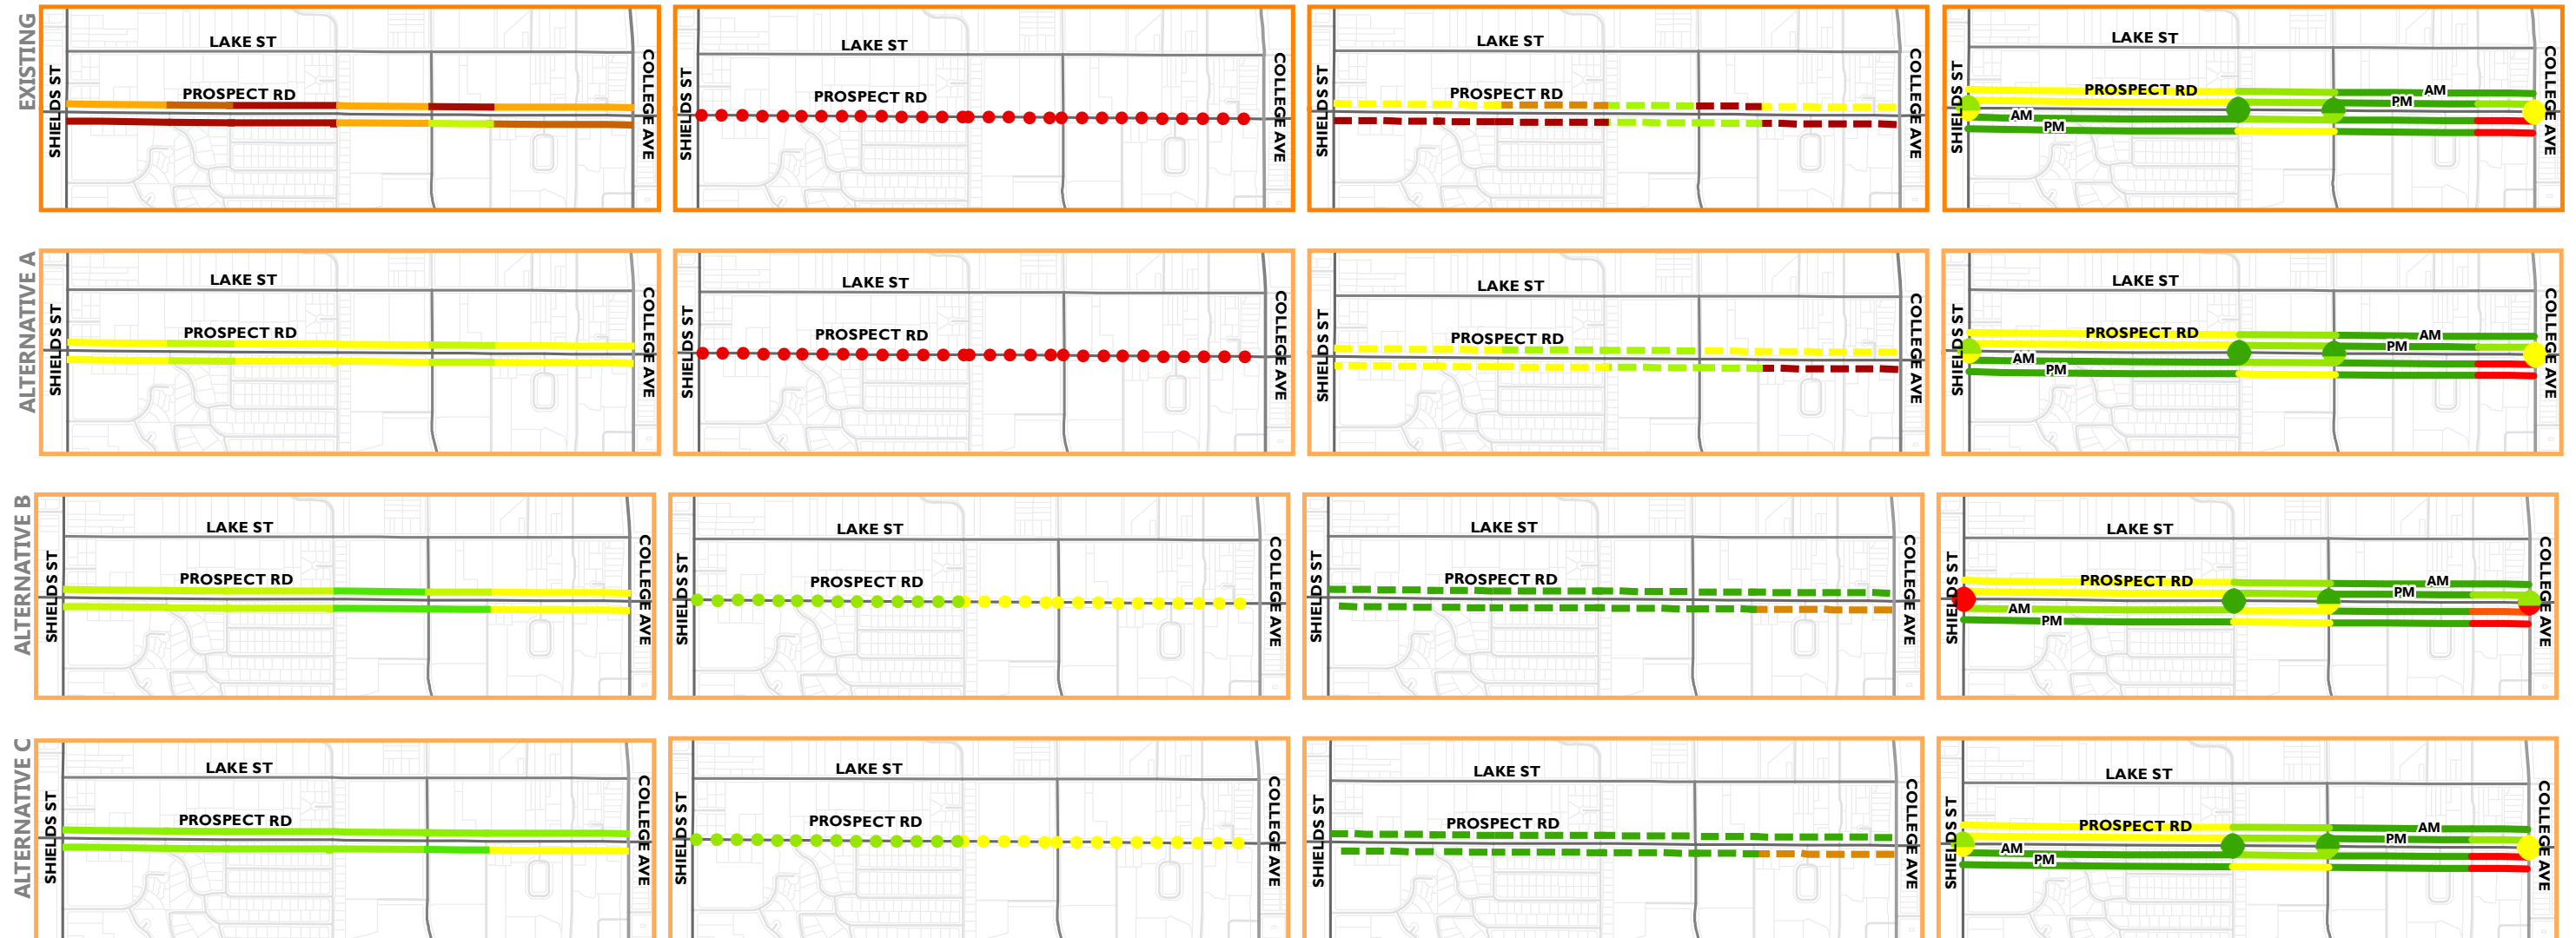 EXISTING
LAKE ST
PROSPECT RD
SHIELDS ST
COLLEGE AVE
LAKE ST
PROSPECT RD
SHIELDS ST
COLLEGE AVE
LAKE ST
PROSPECT RD
SHIELDS ST
COLLEGE AVE
LAKE ST
PROSPECT RD
AM
PM
AM
PM
SHIELDS ST
COLLEGE AVE
ALTERNATIVE A
LAKE ST
PROSPECT RD
SHIELDS ST
COLLEGE AVE
LAKE ST
PROSPECT RD
SHIELDS ST
COLLEGE AVE
LAKE ST
PROSPECT RD
SHIELDS ST
COLLEGE AVE
LAKE ST
PROSPECT RD
AM
PM
AM
PM
SHIELDS ST
COLLEGE AVE
ALTERNATIVE B
LAKE ST
PROSPECT RD
SHIELDS ST
COLLEGE AVE
LAKE ST
PROSPECT RD
SHIELDS ST
COLLEGE AVE
LAKE ST
PROSPECT RD
SHIELDS ST
COLLEGE AVE
LAKE ST
PROSPECT RD
AM
PM
AM
PM
SHIELDS ST
COLLEGE AVE
ALTERNATIVE C
LAKE ST
PROSPECT RD
SHIELDS ST
COLLEGE AVE
LAKE ST
PROSPECT RD
SHIELDS ST
COLLEGE AVE
LAKE ST
PROSPECT RD
SHIELDS ST
COLLEGE AVE
LAKE ST
PROSPECT RD
AM
PM
AM
PM
SHIELDS ST
COLLEGE AVE